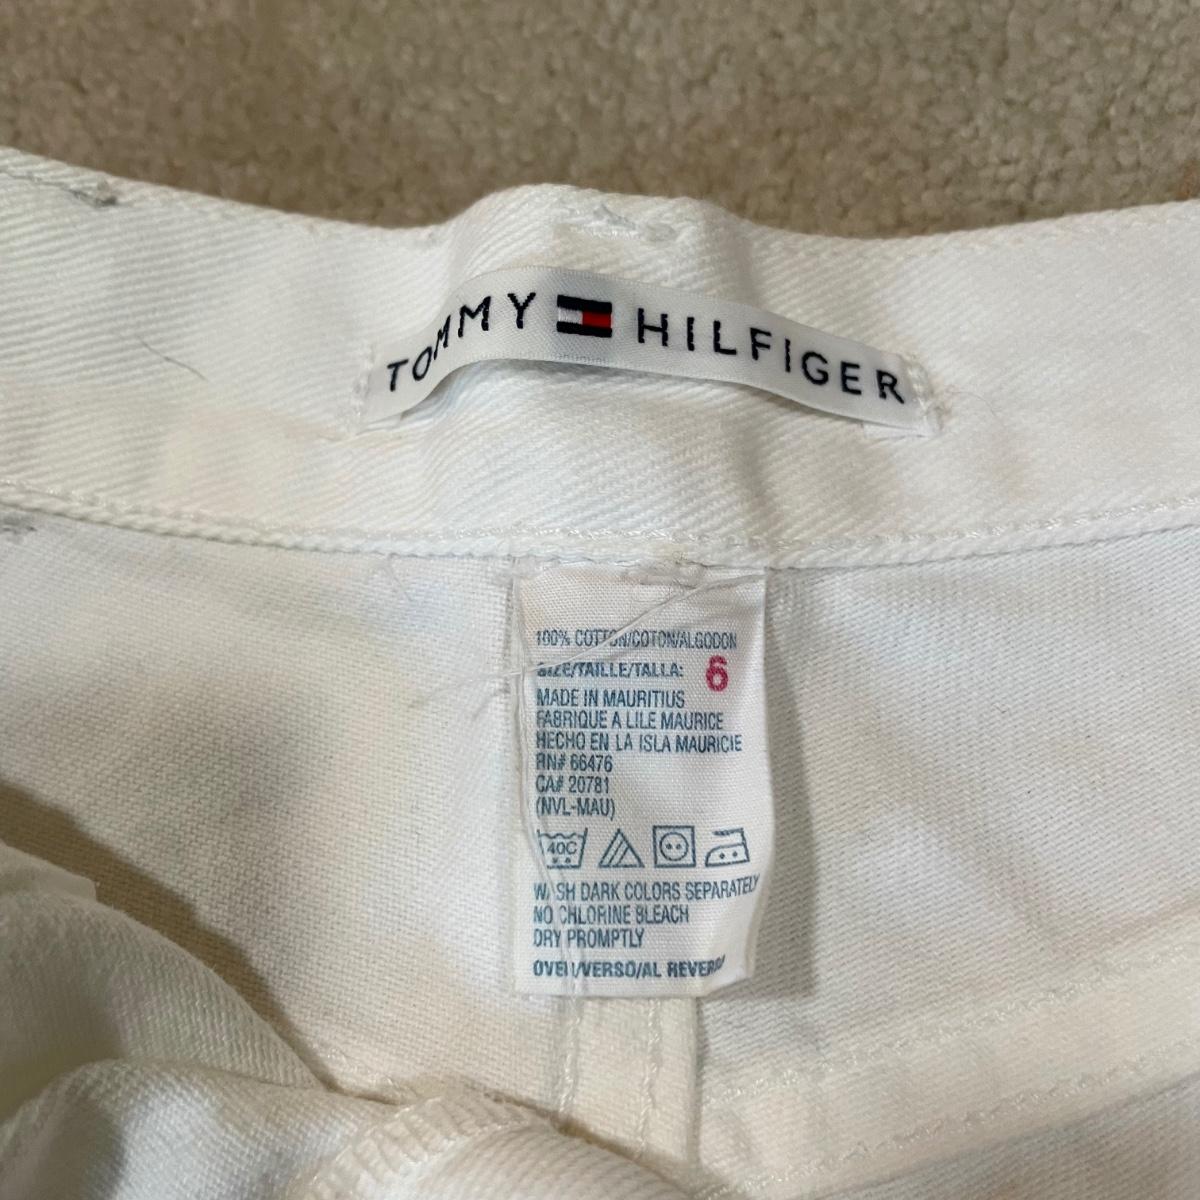 TOMMY HILFIGER
100% COTTON/COTON/ALGODON
SIZE/TAILLE/TALLA: 6
MADE IN MAURITIUS
FABRIQUE A LILE MAURICE
HECHO EN LA ISLA MAURICIE
RN# 66476
CA# 20781
(NVL-MAU)
40C
WASH DARK COLORS SEPARATELY
NO CHLORINE BLEACH
DRY PROMPTLY
OVER/VERSO/AL REVERSO